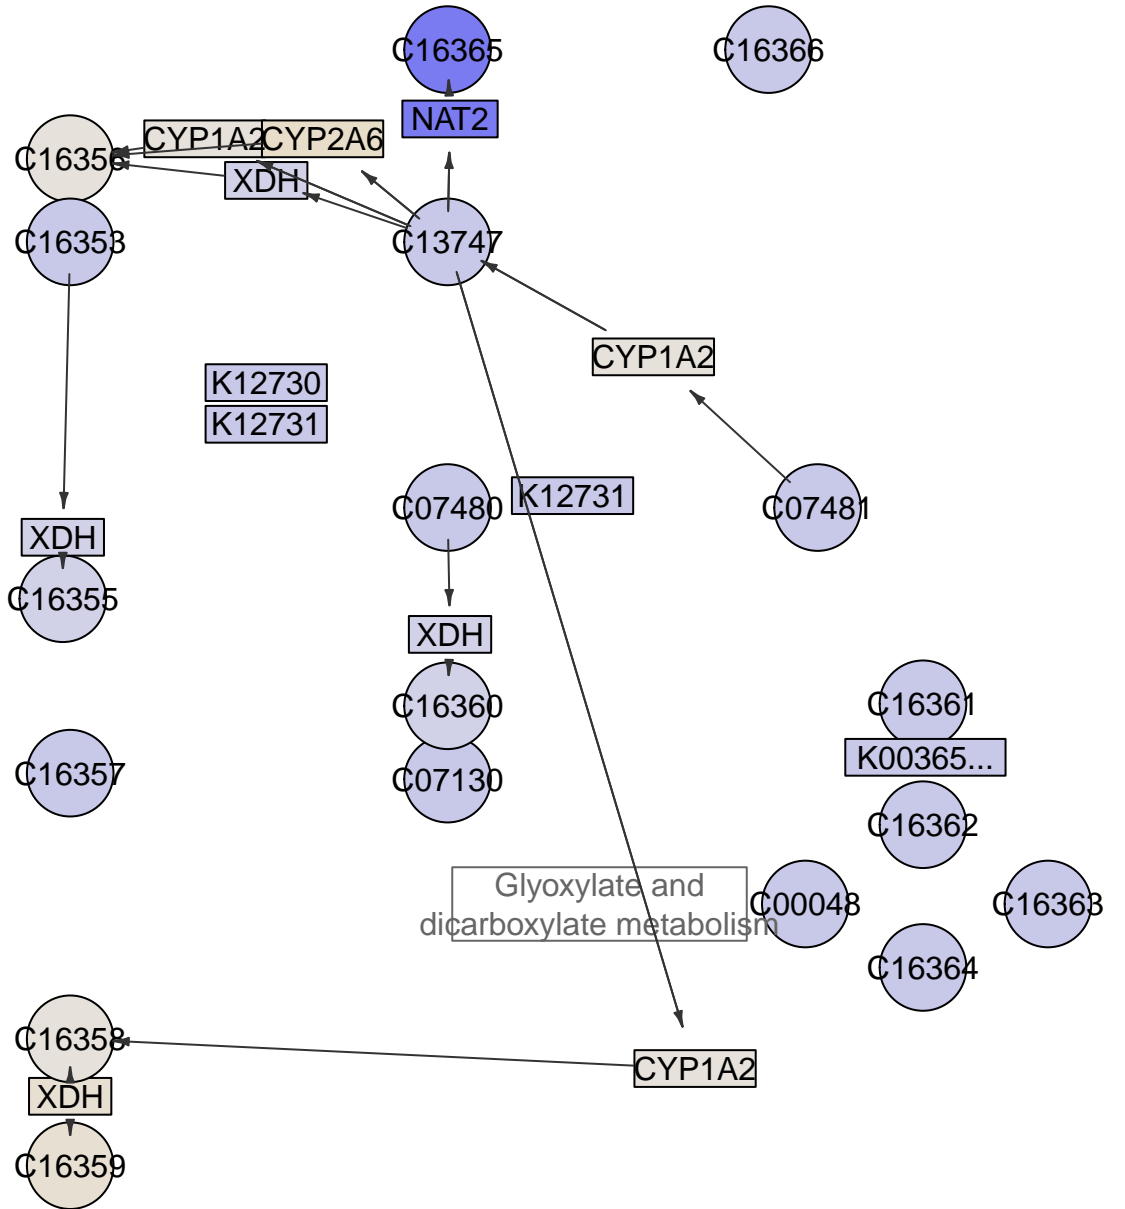 C16365
C16366
NAT2
CYP1A2
CYP2A6
C16356
XDH
C16353
C13747
CYP1A2
K12730
K12731
K12731
C07480
C07481
XDH
C16355
XDH
C16361
C16360
K00365...
C16357
C07130
C16362
Glyoxylate and
dicarboxylate metabolism
C00048
C16363
C16364
C16358
CYP1A2
XDH
C16359